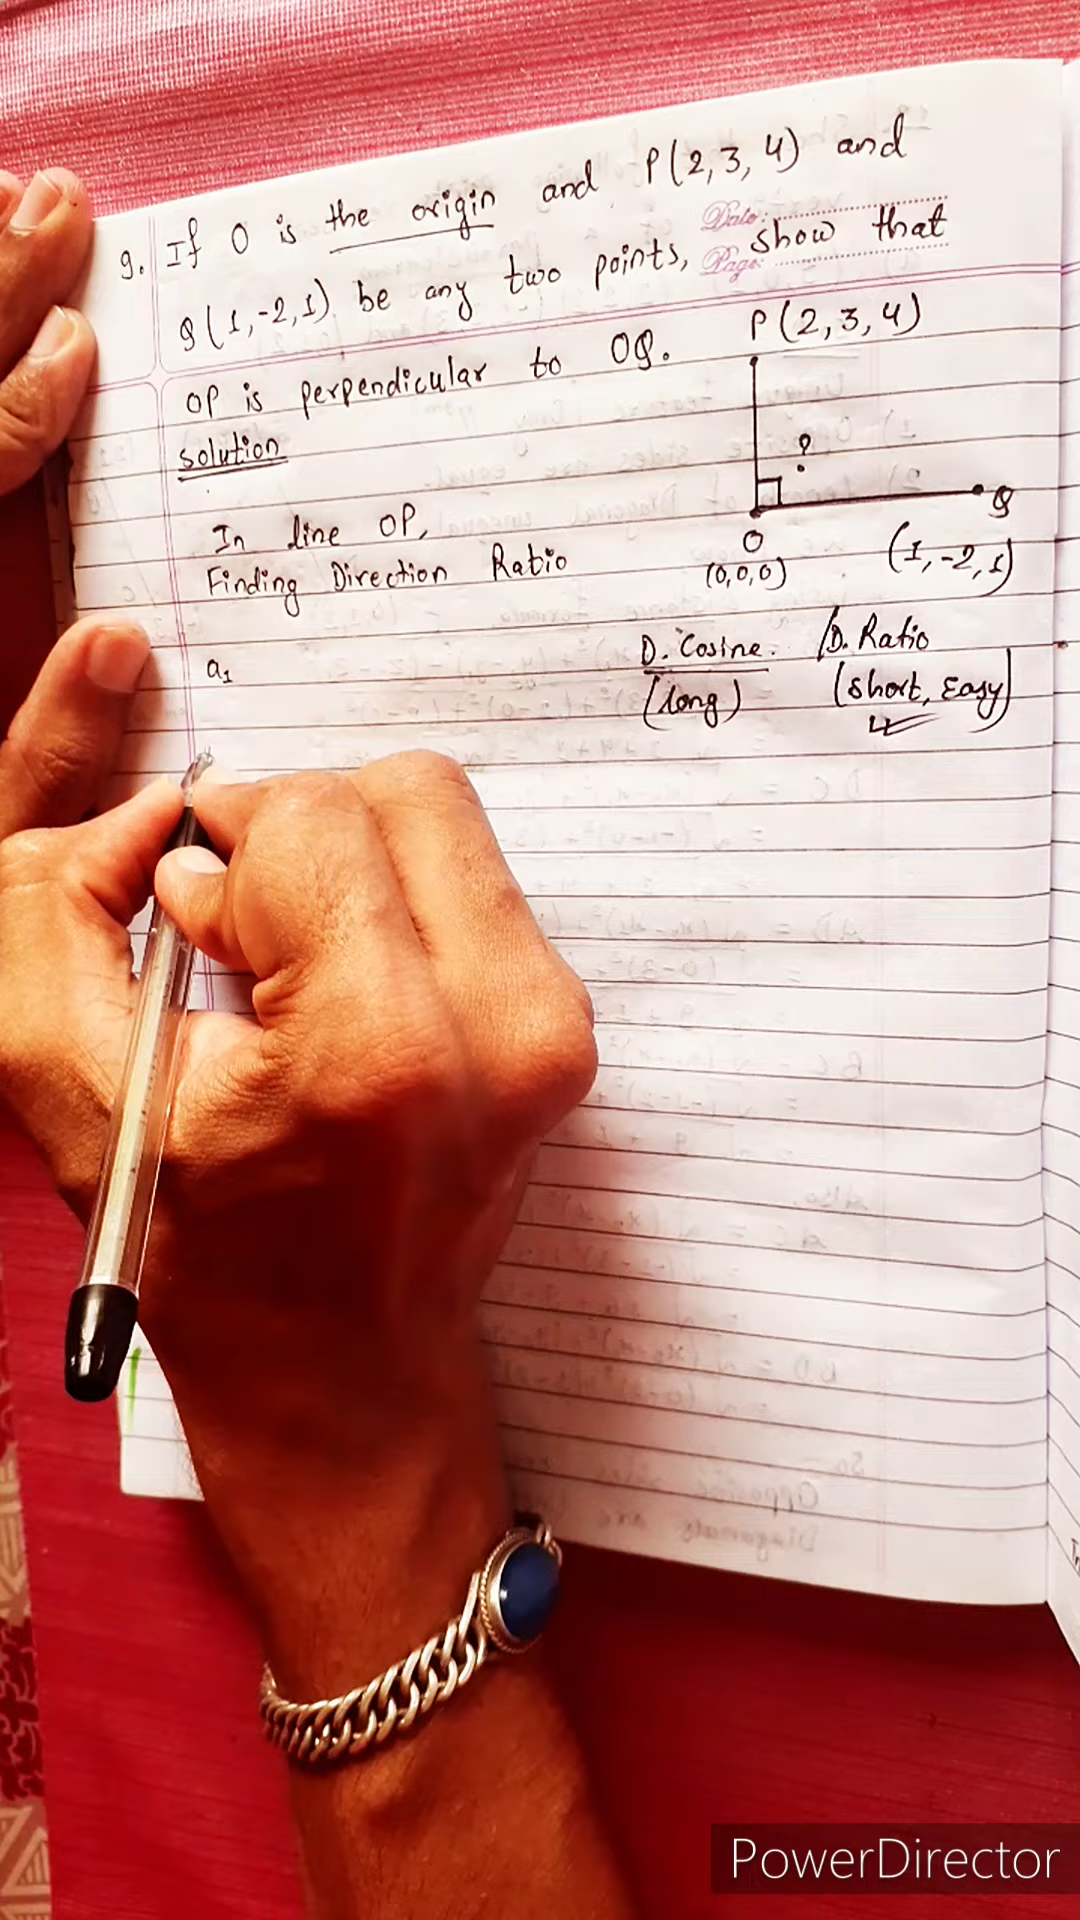 9. If O is the origin and P(2,3,4) and
Q(1,-2,1) be any two points, show that
Date:
Page:
OP is perpendicular to OQ.
solution
P(2,3,4)
?
Q
O
(0,0,0)
(1,-2,1)
In line OP,
Finding Direction Ratio
a₁
D. Cosine. / D. Ratio
(long) (short, Easy)
PowerDirector